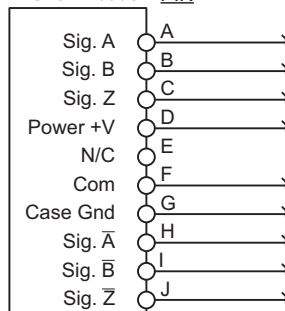 Sig. A A
Sig. B B
Sig. Z C
Power +V D
N/C E
Com F
Case Gnd G
Sig. A̅ H
Sig. B̅ I
Sig. Z̅ J